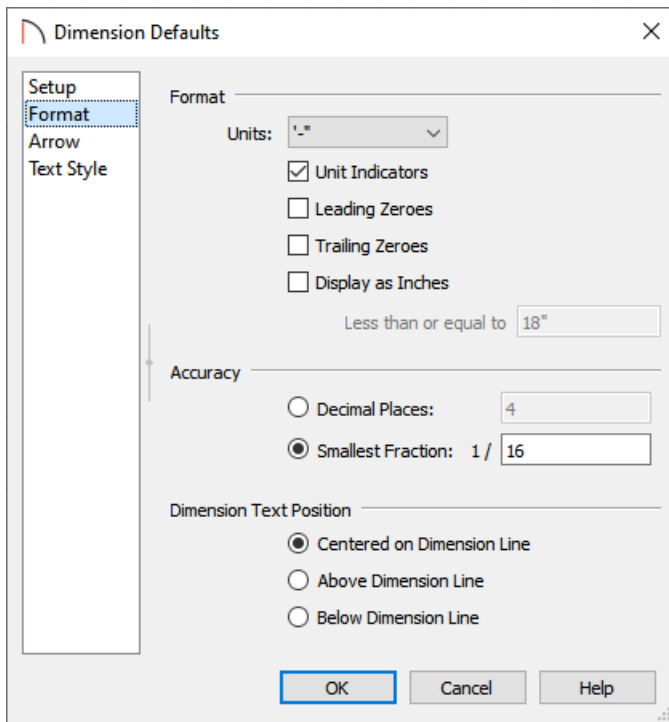 Dimension Defaults
Setup
Format
Arrow
Text Style
Format
Units: '-"
Unit Indicators
Leading Zeroes
Trailing Zeroes
Display as Inches
Less than or equal to 18"
Accuracy
Decimal Places: 4
Smallest Fraction: 1 / 16
Dimension Text Position
Centered on Dimension Line
Above Dimension Line
Below Dimension Line
OK Cancel Help